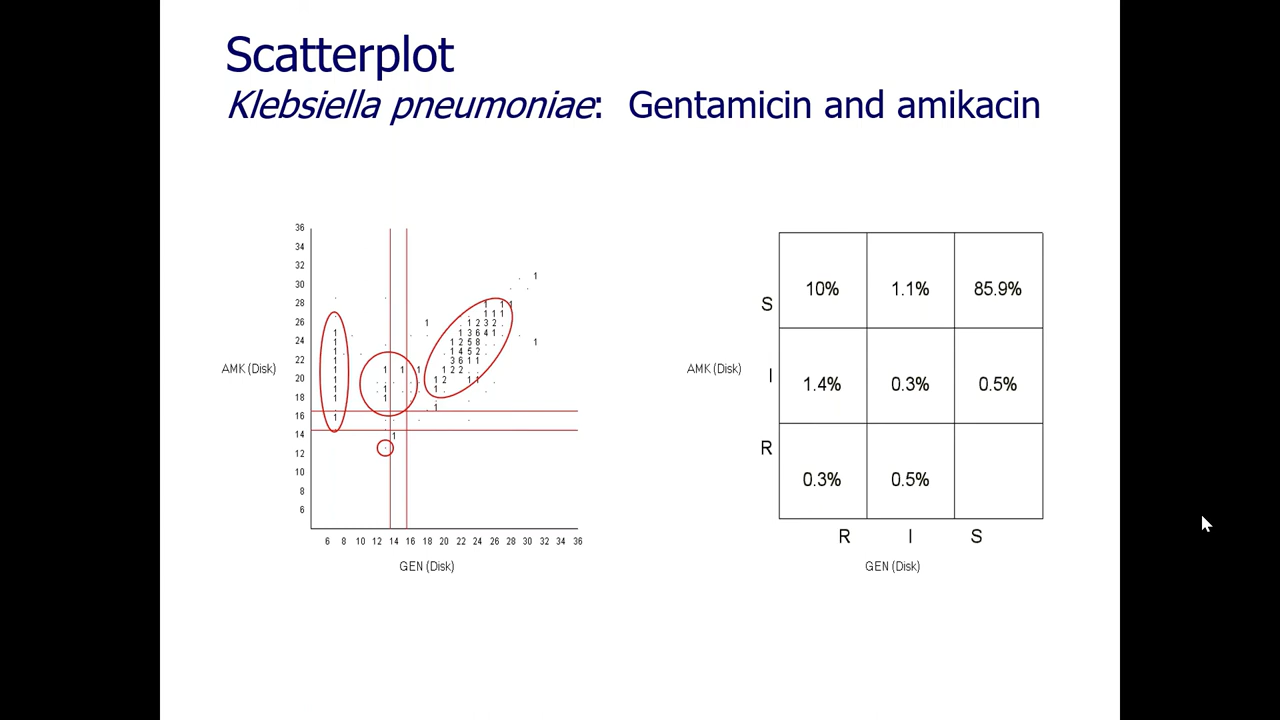 Scatterplot
Klebsiella pneumoniae: Gentamicin and amikacin
36
34
32
30
28
26
24
22
20
18
16
14
12
10
8
6
AMK (Disk)
6 8 10 12 14 16 18 20 22 24 26 28 30 32 34 36
GEN (Disk)
AMK (Disk)
S
I
R
10% 1.1% 85.9%
1.4% 0.3% 0.5%
0.3% 0.5%
R I S
GEN (Disk)